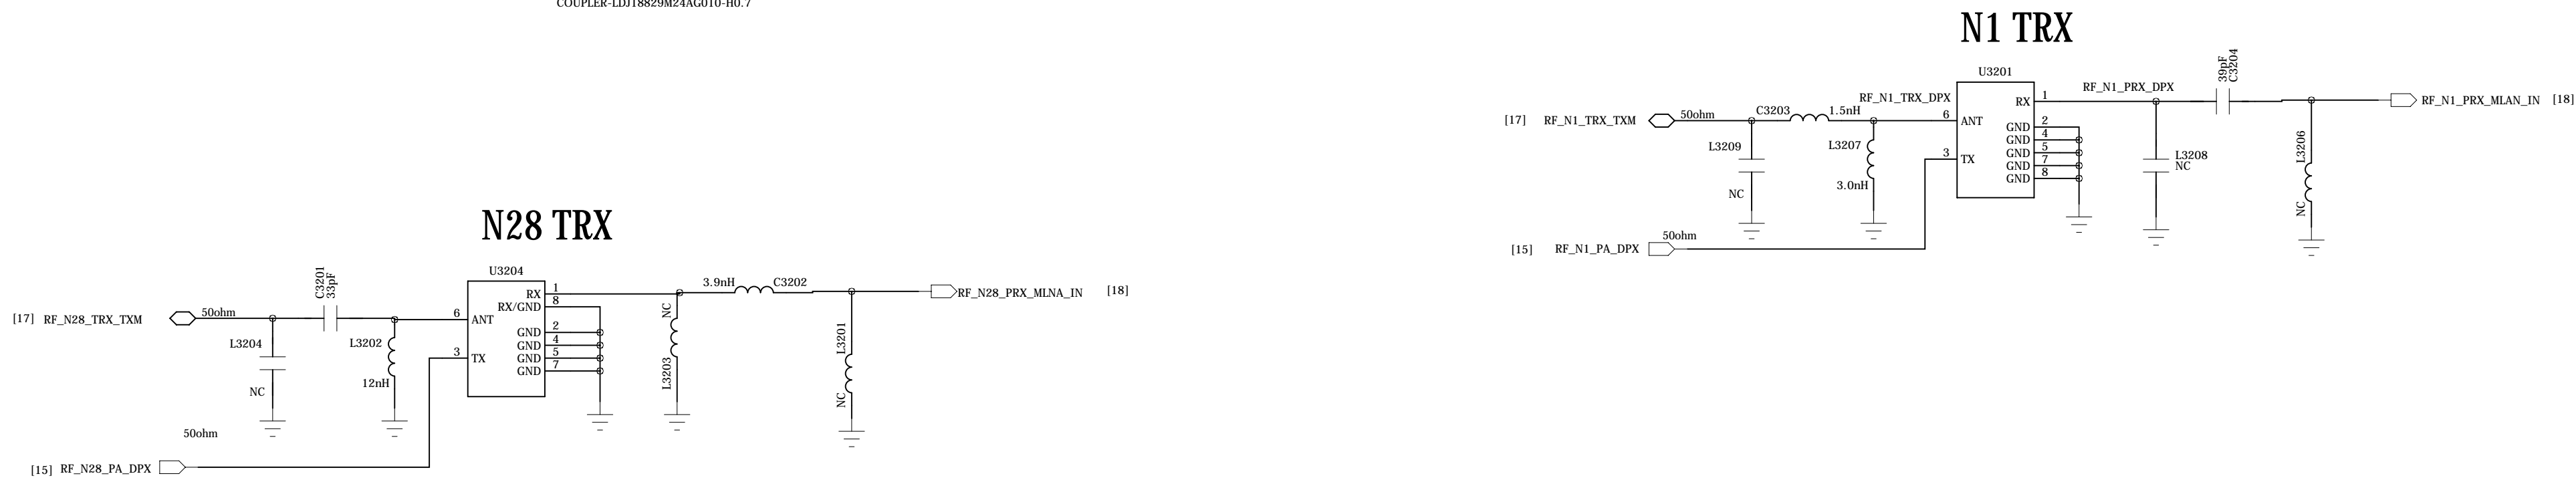 COUPLER-LDJ18829M24AG010-H0.7
N1 TRX
U3201
39pF
C3204
RF_N1_TRX_DPX
RF_N1_PRX_DPX
RX
1
RF_N1_PRX_MLAN_IN
[18]
[17]
RF_N1_TRX_TXM
50ohm
C3203
1.5nH
6
ANT
GND
2
GND
4
GND
5
GND
7
GND
8
3
TX
L3209
NC
L3207
3.0nH
L3208
NC
L3206
NC
[15]
RF_N1_PA_DPX
50ohm
N28 TRX
U3204
C3201
33pF
RX
1
RX/GND
8
3.9nH
C3202
RF_N28_PRX_MLNA_IN
[18]
[17]
RF_N28_TRX_TXM
50ohm
6
ANT
GND
2
GND
4
GND
5
GND
7
3
TX
L3204
NC
L3202
12nH
NC
L3203
L3201
NC
50ohm
[15]
RF_N28_PA_DPX